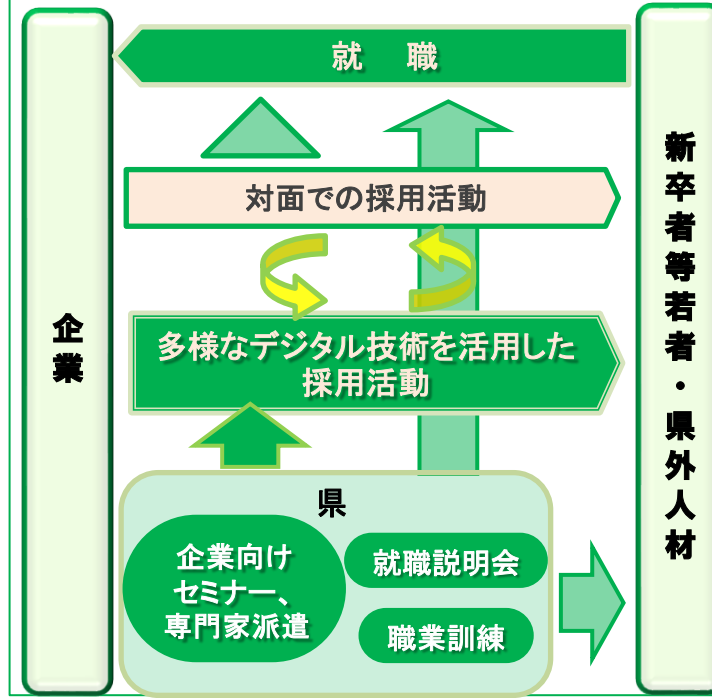 就　職
対面での採用活動
多様なデジタル技術を活用した
採用活動
企業
新卒者等若者・県外人材
県
企業向け
セミナー、
専門家派遣
就職説明会
職業訓練